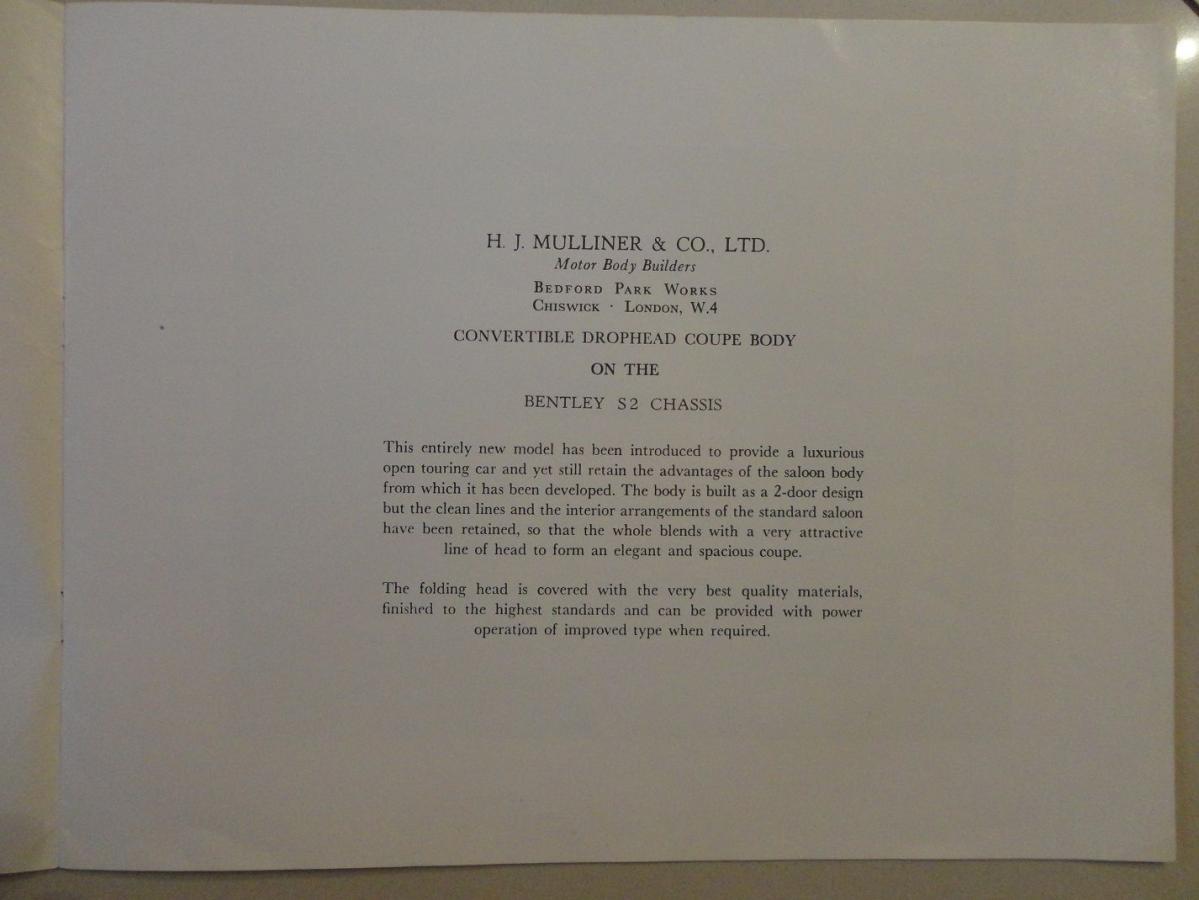 H. J. MULLINER & CO., LTD.
Motor Body Builders
BEDFORD PARK WORKS
CHISWICK · LONDON, W.4
CONVERTIBLE DROPHEAD COUPE BODY
ON THE
BENTLEY S2 CHASSIS
This entirely new model has been introduced to provide a luxurious
open touring car and yet still retain the advantages of the saloon body
from which it has been developed. The body is built as a 2-door design
but the clean lines and the interior arrangements of the standard saloon
have been retained, so that the whole blends with a very attractive
line of head to form an elegant and spacious coupe.
The folding head is covered with the very best quality materials,
finished to the highest standards and can be provided with power
operation of improved type when required.